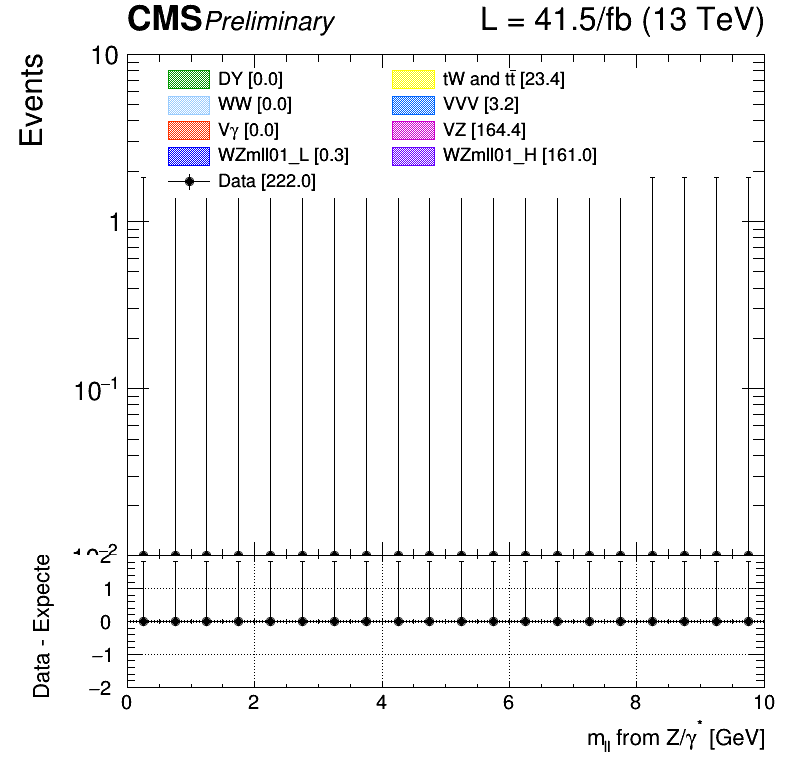 CMS Preliminary L = 41.5/fb (13 TeV)
Events
10
1
10⁻¹
10⁻²
DY [0.0]
tW and tt̄ [23.4]
WW [0.0]
VVV [3.2]
Vγ [0.0]
VZ [164.4]
WZmll01_L [0.3]
WZmll01_H [161.0]
Data [222.0]
Data - Expecte
2
1
0
−1
−2
0 2 4 6 8 10
m_ll from Z/γ* [GeV]